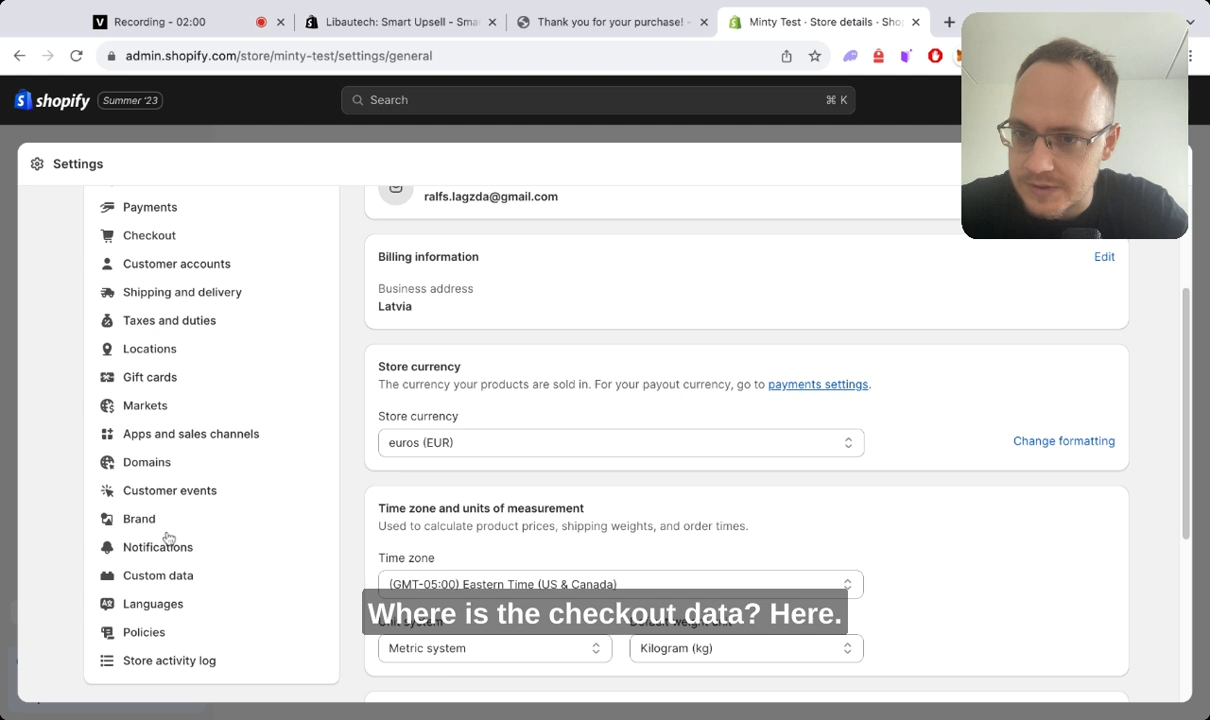 Recording - 02:00
Libautech: Smart Upsell - Sma
Thank you for your purchase! -
Minty Test · Store details · Sho
admin.shopify.com/store/minty-test/settings/general
shopify
Summer '23
Search
⌘ K
Settings
Payments
Checkout
Customer accounts
Shipping and delivery
Taxes and duties
Locations
Gift cards
Markets
Apps and sales channels
Domains
Customer events
Brand
Notifications
Custom data
Languages
Policies
Store activity log
ralfs.lagzda@gmail.com
Billing information
Edit
Business address
Latvia
Store currency
The currency your products are sold in. For your payout currency, go to payments settings.
Store currency
euros (EUR)
Change formatting
Time zone and units of measurement
Used to calculate product prices, shipping weights, and order times.
Time zone
(GMT-05:00) Eastern Time (US & Canada)
Where is the checkout data? Here.
Unit system
Default weight unit
Metric system
Kilogram (kg)